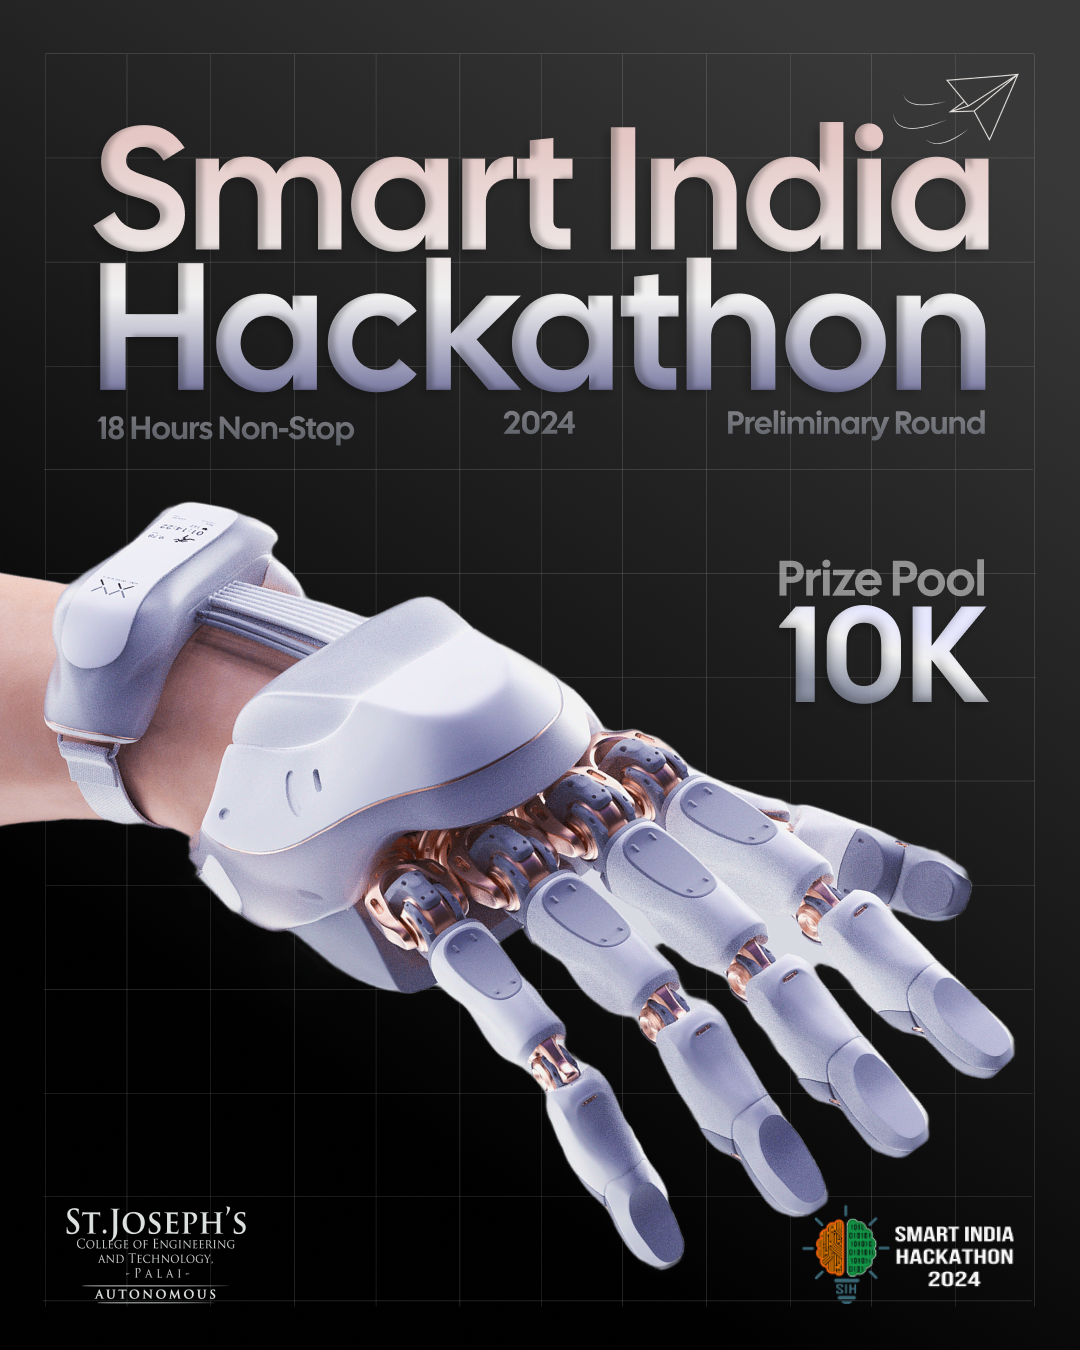 Smart India
Hackathon
18 Hours Non-Stop
2024
Preliminary Round
Prize Pool
10K
ST.JOSEPH'S
COLLEGE OF ENGINEERING
AND TECHNOLOGY,
-PALAI-
AUTONOMOUS
SIH
SMART INDIA
HACKATHON
2024